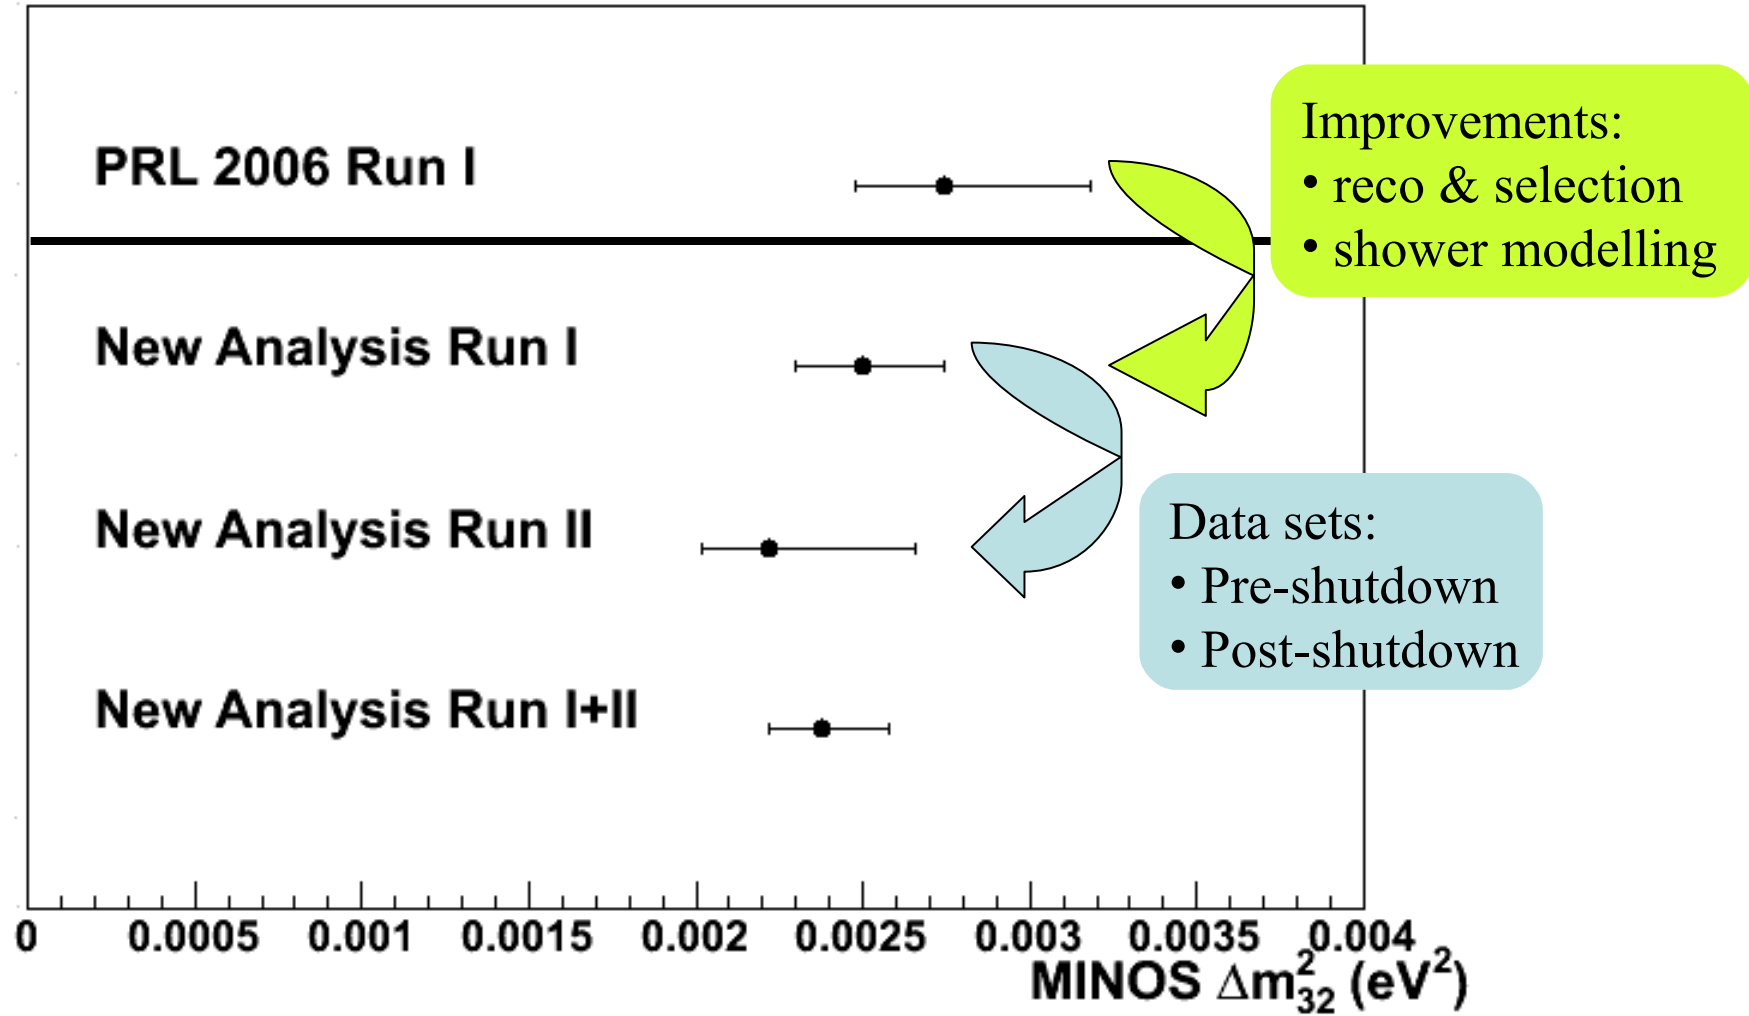 PRL 2006 Run I
Improvements:
• reco & selection
• shower modelling
New Analysis Run I
New Analysis Run II
Data sets:
• Pre-shutdown
• Post-shutdown
New Analysis Run I+II
0 0.0005 0.001 0.0015 0.002 0.0025 0.003 0.0035 0.004
MINOS Δm²₃₂ (eV²)